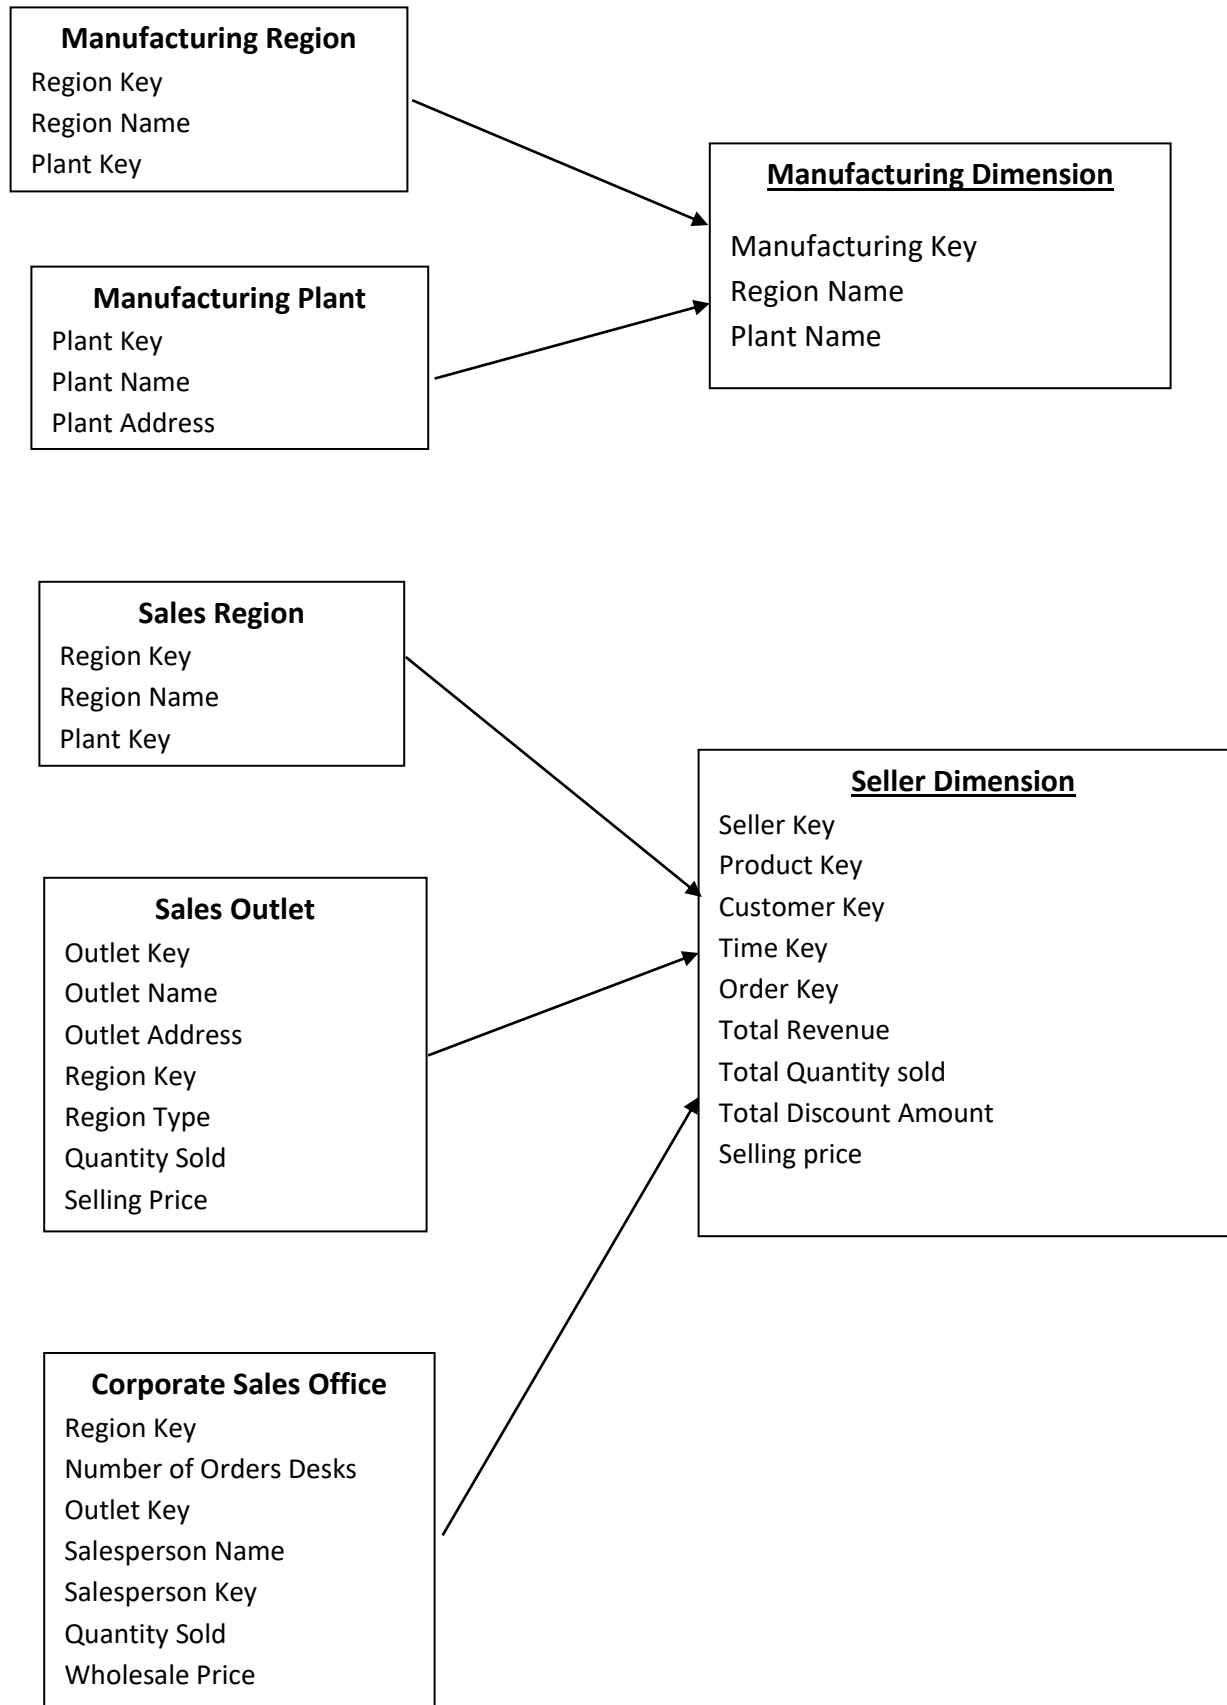 Manufacturing Region
Region Key
Region Name
Plant Key
Manufacturing Dimension
Manufacturing Key
Region Name
Plant Name
Manufacturing Plant
Plant Key
Plant Name
Plant Address
Sales Region
Region Key
Region Name
Plant Key
Seller Dimension
Seller Key
Product Key
Customer Key
Time Key
Order Key
Total Revenue
Total Quantity sold
Total Discount Amount
Selling price
Sales Outlet
Outlet Key
Outlet Name
Outlet Address
Region Key
Region Type
Quantity Sold
Selling Price
Corporate Sales Office
Region Key
Number of Orders Desks
Outlet Key
Salesperson Name
Salesperson Key
Quantity Sold
Wholesale Price